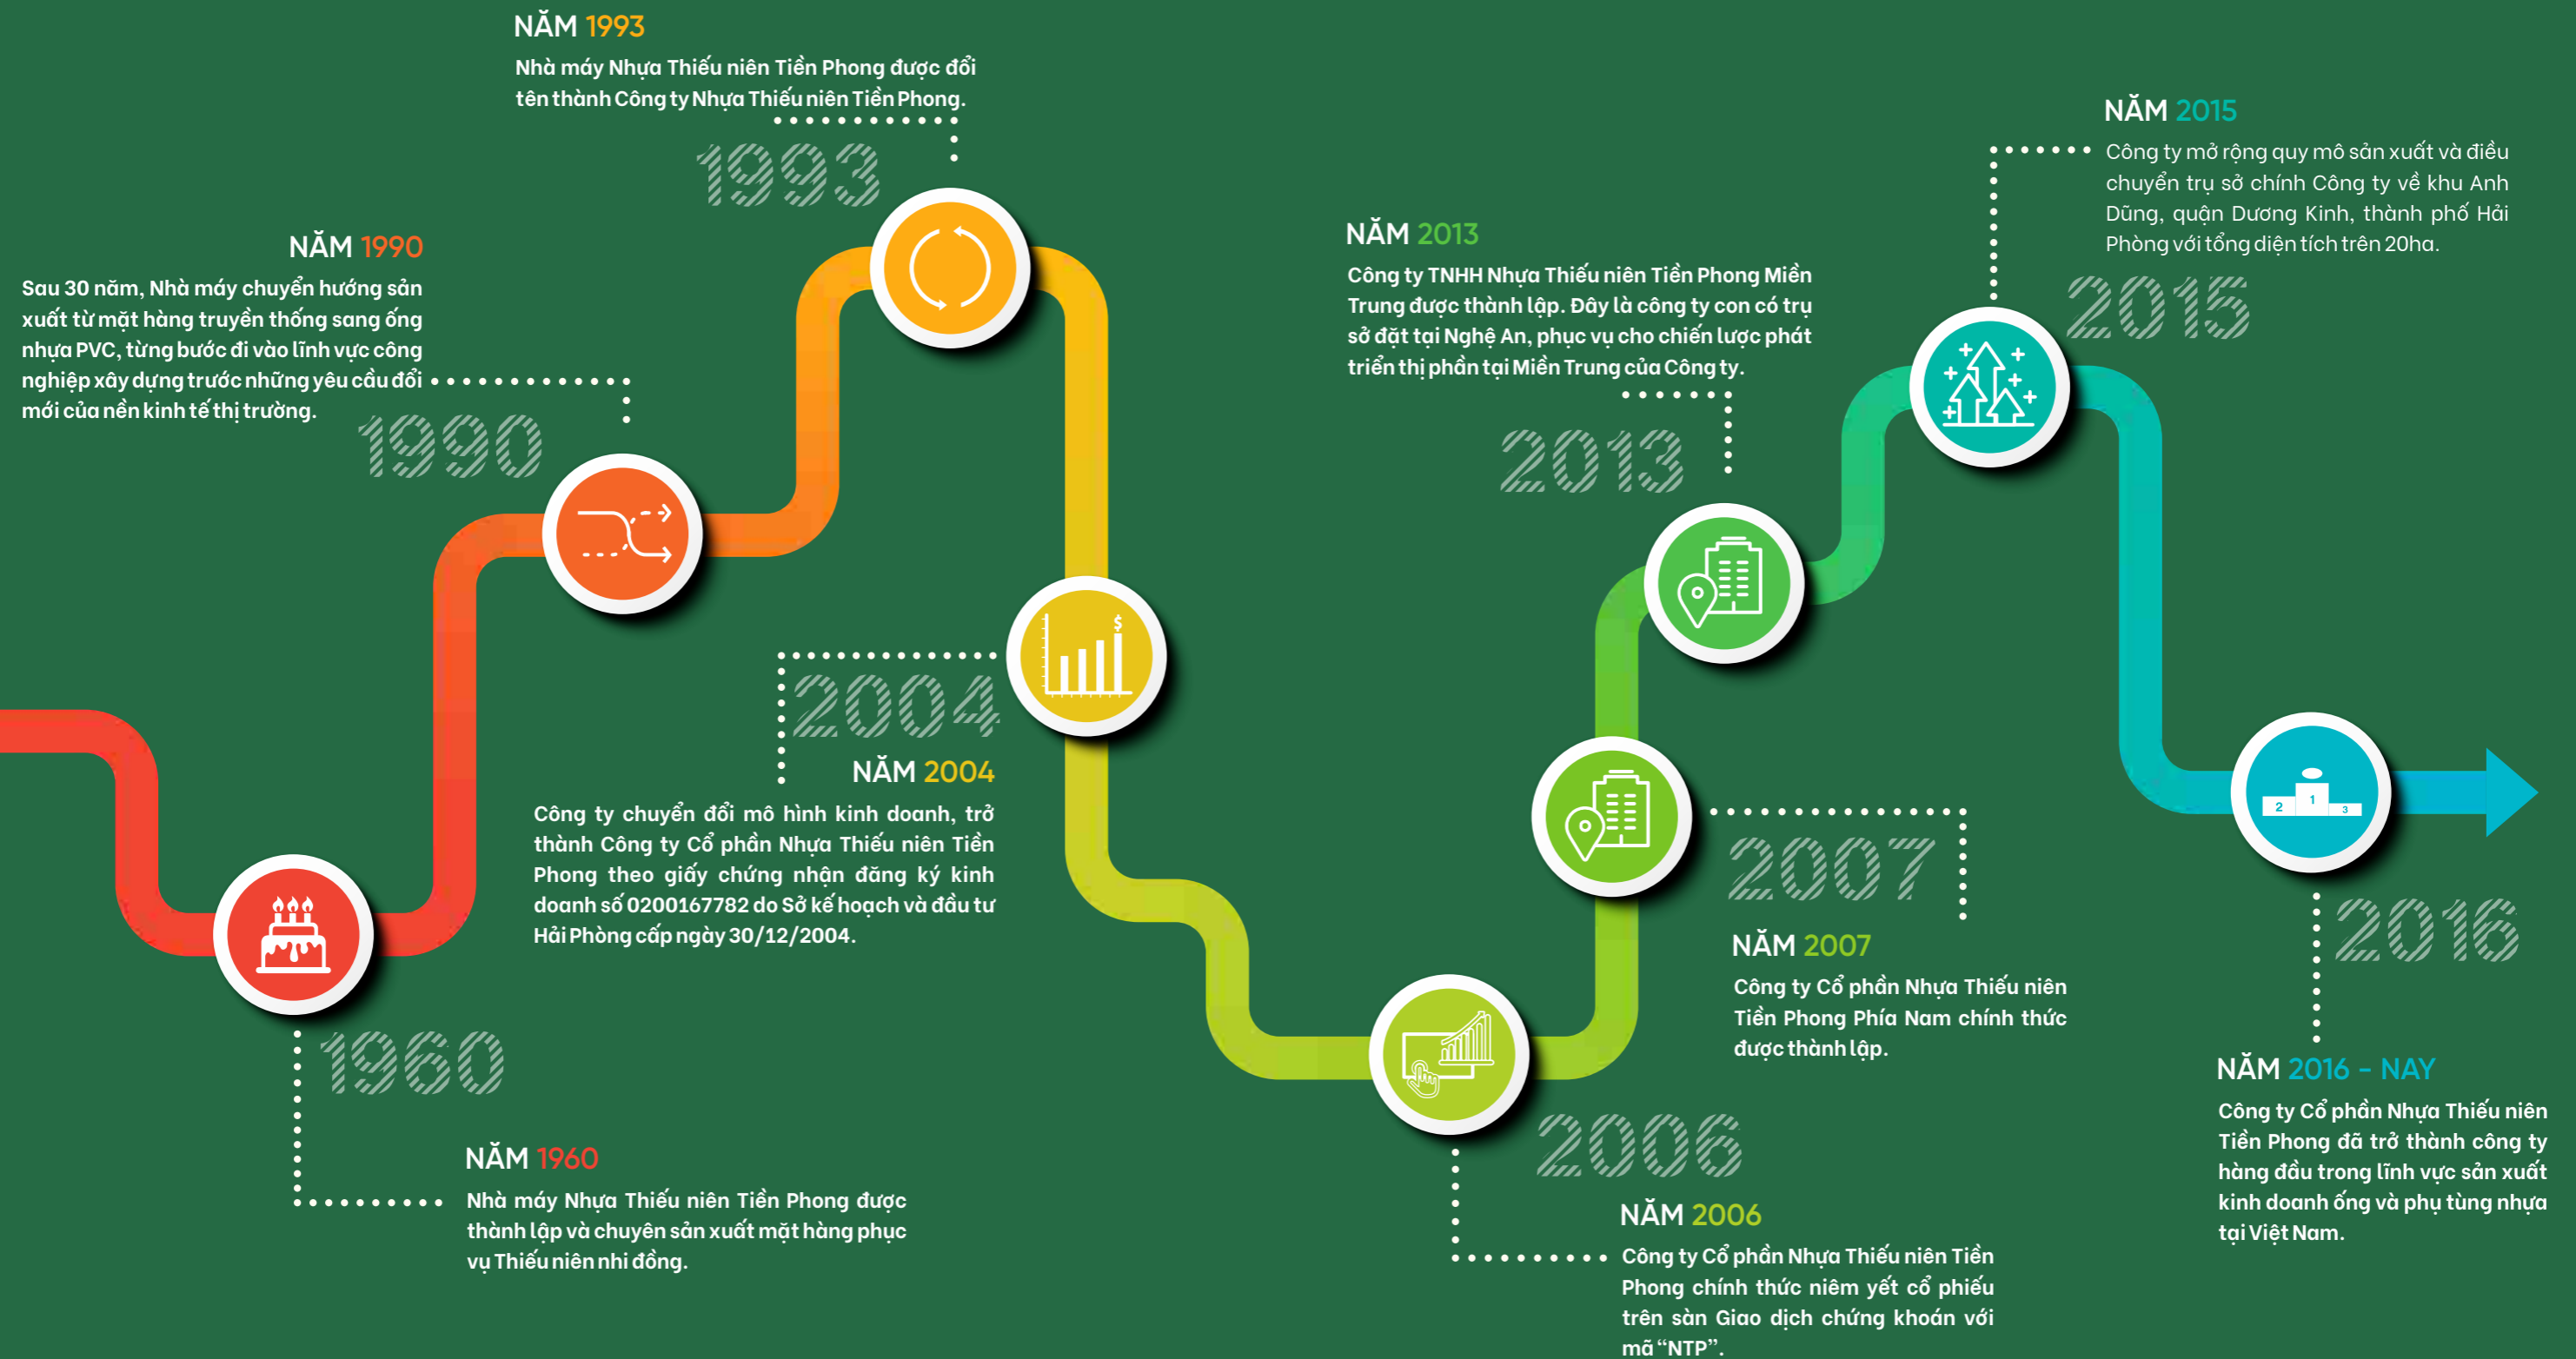 NĂM 1960
1960
Nhà máy Nhựa Thiếu niên Tiền Phong được
thành lập và chuyên sản xuất mặt hàng phục
vụ Thiếu niên nhi đồng.
NĂM 1990
Sau 30 năm, Nhà máy chuyển hướng sản
xuất từ mặt hàng truyền thống sang ống
nhựa PVC, từng bước đi vào lĩnh vực công
nghiệp xây dựng trước những yêu cầu đổi
mới của nền kinh tế thị trường.
1990
NĂM 1993
Nhà máy Nhựa Thiếu niên Tiền Phong được đổi
tên thành Công ty Nhựa Thiếu niên Tiền Phong.
1993
$
2004
NĂM 2004
Công ty chuyển đổi mô hình kinh doanh, trở
thành Công ty Cổ phần Nhựa Thiếu niên Tiền
Phong theo giấy chứng nhận đăng ký kinh
doanh số 0200167782 do Sở kế hoạch và đầu tư
Hải Phòng cấp ngày 30/12/2004.
2006
NĂM 2006
Công ty Cổ phần Nhựa Thiếu niên Tiền
Phong chính thức niêm yết cổ phiếu
trên sàn Giao dịch chứng khoán với
mã “NTP”.
2007
NĂM 2007
Công ty Cổ phần Nhựa Thiếu niên
Tiền Phong Phía Nam chính thức
được thành lập.
NĂM 2013
Công ty TNHH Nhựa Thiếu niên Tiền Phong Miền
Trung được thành lập. Đây là công ty con có trụ
sở đặt tại Nghệ An, phục vụ cho chiến lược phát
triển thị phần tại Miền Trung của Công ty.
2013
NĂM 2015
Công ty mở rộng quy mô sản xuất và điều
chuyển trụ sở chính Công ty về khu Anh
Dũng, quận Dương Kinh, thành phố Hải
Phòng với tổng diện tích trên 20ha.
2015
2 1 3
2016
NĂM 2016 - NAY
Công ty Cổ phần Nhựa Thiếu niên
Tiền Phong đã trở thành công ty
hàng đầu trong lĩnh vực sản xuất
kinh doanh ống và phụ tùng nhựa
tại Việt Nam.